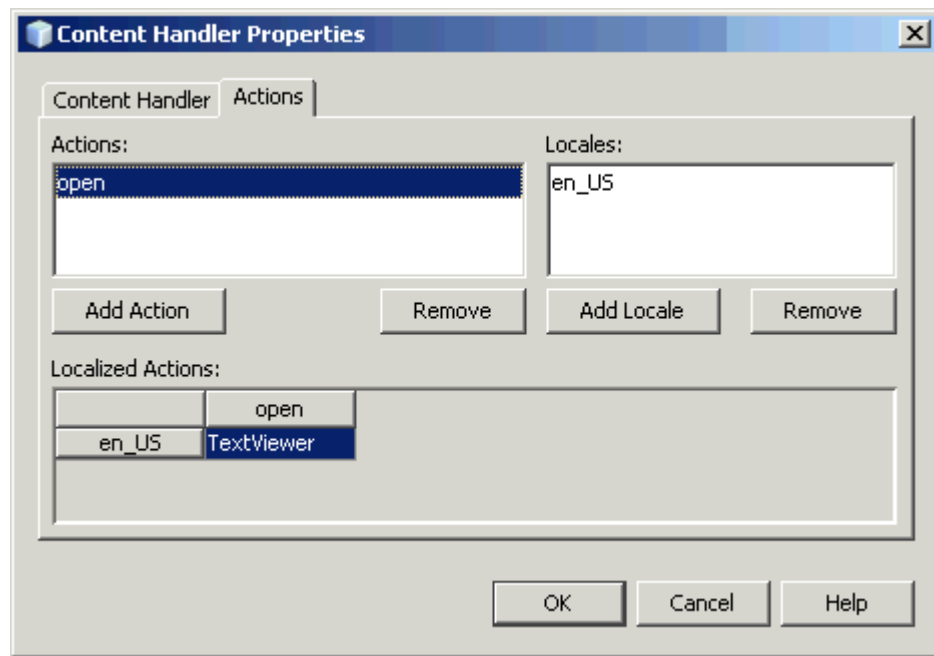 Content Handler Properties
Content Handler Actions
Actions: Locales:
open en_US
Add Action Remove Add Locale Remove
Localized Actions:
open
en_US TextViewer
OK Cancel Help